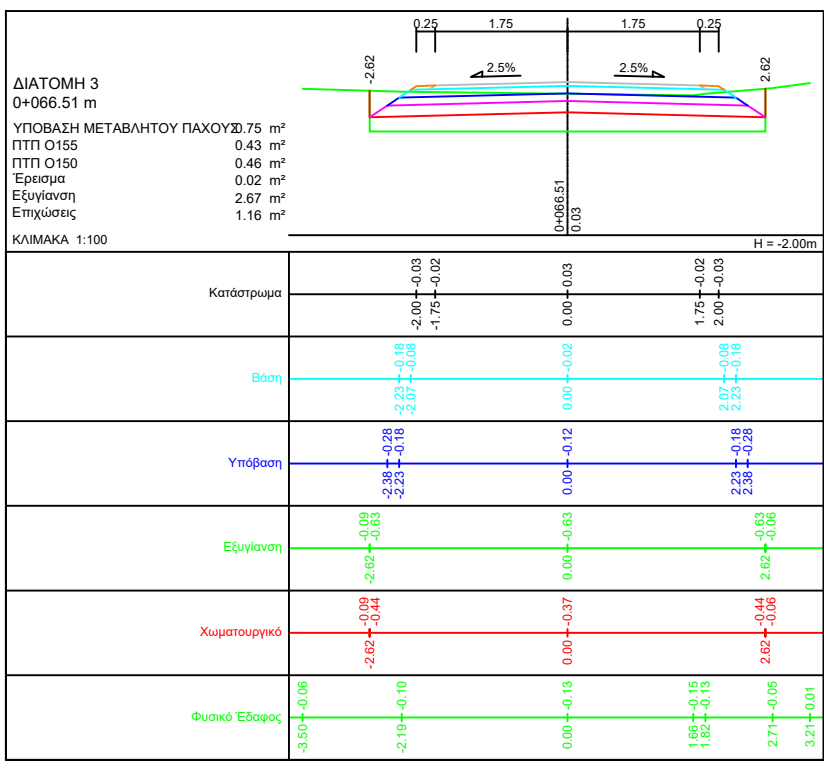 0.25 1.75 1.75 0.25
-2.62 2.5% 2.5% 2.62
ΔΙΑΤΟΜΗ 3
0+066.51 m
ΥΠΟΒΑΣΗ ΜΕΤΑΒΛΗΤΟΥ ΠΑΧΟΥΣ 0.75 m²
ΠΤΠ Ο155 0.43 m²
ΠΤΠ Ο150 0.46 m²
Έρεισμα 0.02 m²
Εξυγίανση 2.67 m²
Επιχώσεις 1.16 m²
0+066.51 0.03
ΚΛΙΜΑΚΑ 1:100
H = -2.00m
Κατάστρωμα
-0.03 -0.02 0.03 -0.02 -0.03
-2.00 -1.75 0.00 1.75 2.00
Βάση
-0.18 -0.08 -0.02 -0.08 -0.18
-2.23 -2.07 0.00 2.07 2.23
Υπόβαση
-0.28 -0.18 -0.12 -0.18 -0.28
-2.38 -2.23 0.00 2.23 2.38
Εξυγίανση
-0.09 -0.63 -0.63 -0.63 -0.06
-2.62 0.00 2.62
Χωματουργικό
-0.09 -0.44 -0.37 -0.44 -0.06
-2.62 0.00 2.62
Φυσικό Έδαφος
-0.06 -0.10 -0.13 -0.15 -0.13 -0.05 0.01
-3.50 -2.19 0.00 1.66 1.82 2.71 3.21